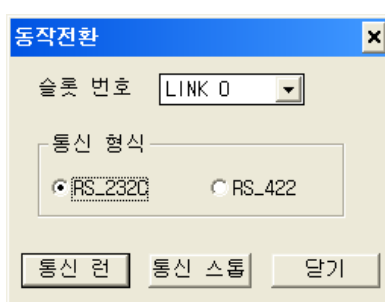 동작전환
슬롯 번호 LINK 0
통신 형식
RS_232C RS_422
통신 런 통신 스톱 닫기